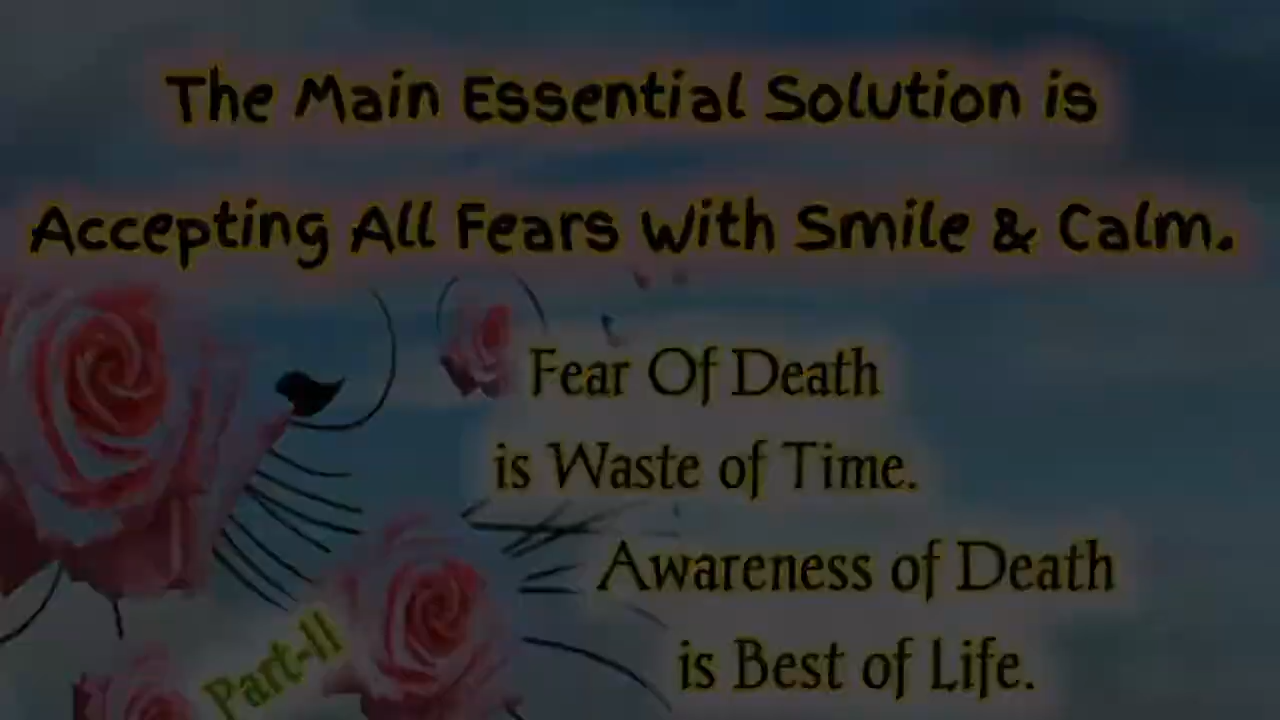 The Main Essential Solution is
Accepting All Fears With Smile & Calm.
Fear Of Death
is Waste of Time.
Awareness of Death
is Best of Life.
Part-II